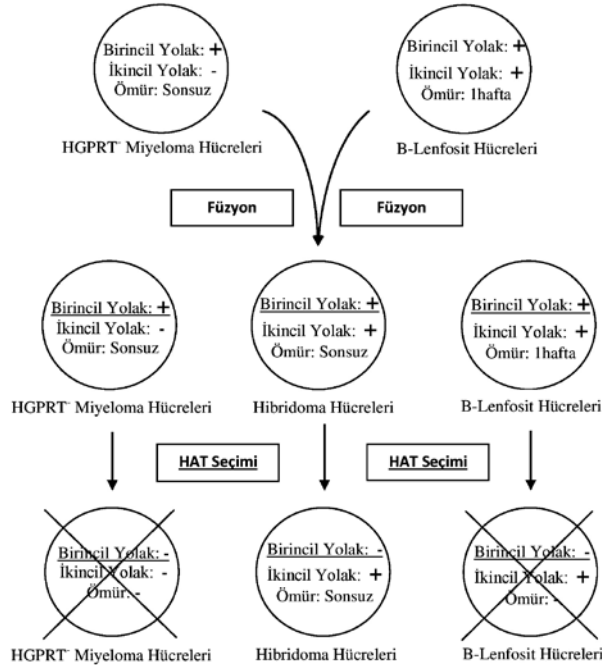 Birincil Yolak: +
İkincil Yolak: -
Ömür: Sonsuz
HGPRT⁻ Miyeloma Hücreleri
Birincil Yolak: +
İkincil Yolak: +
Ömür: 1hafta
B-Lenfosit Hücreleri
Füzyon
Füzyon
Birincil Yolak: +
İkincil Yolak: -
Ömür: Sonsuz
HGPRT⁻ Miyeloma Hücreleri
Birincil Yolak: +
İkincil Yolak: +
Ömür: Sonsuz
Hibridoma Hücreleri
Birincil Yolak: +
İkincil Yolak: +
Ömür: 1hafta
B-Lenfosit Hücreleri
HAT Seçimi
HAT Seçimi
Birincil Yolak: -
İkincil Yolak: -
Ömür: -
HGPRT⁻ Miyeloma Hücreleri
Birincil Yolak: -
İkincil Yolak: +
Ömür: Sonsuz
Hibridoma Hücreleri
Birincil Yolak: -
İkincil Yolak: +
Ömür: -
B-Lenfosit Hücreleri